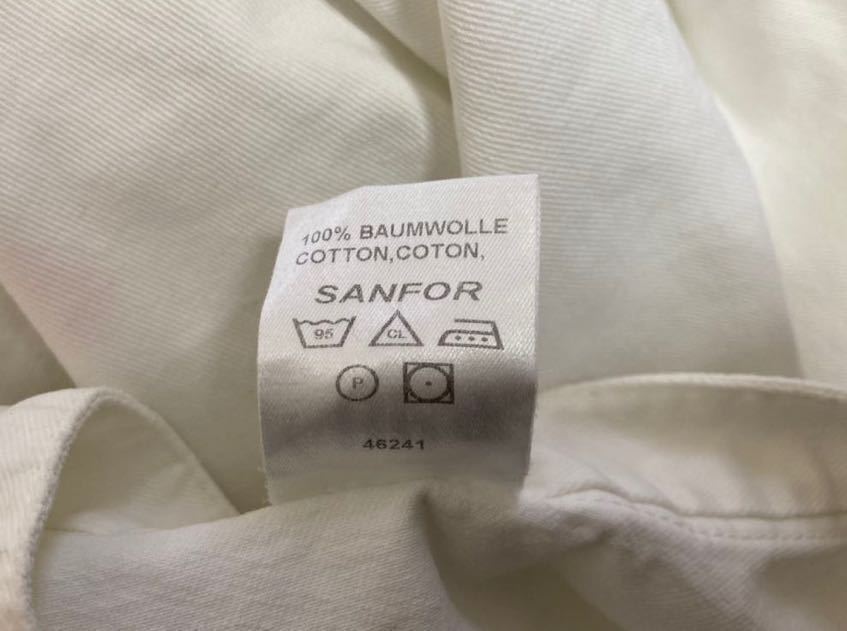 100% BAUMWOLLE
COTTON,COTON,
SANFOR
95 CL
P
46241